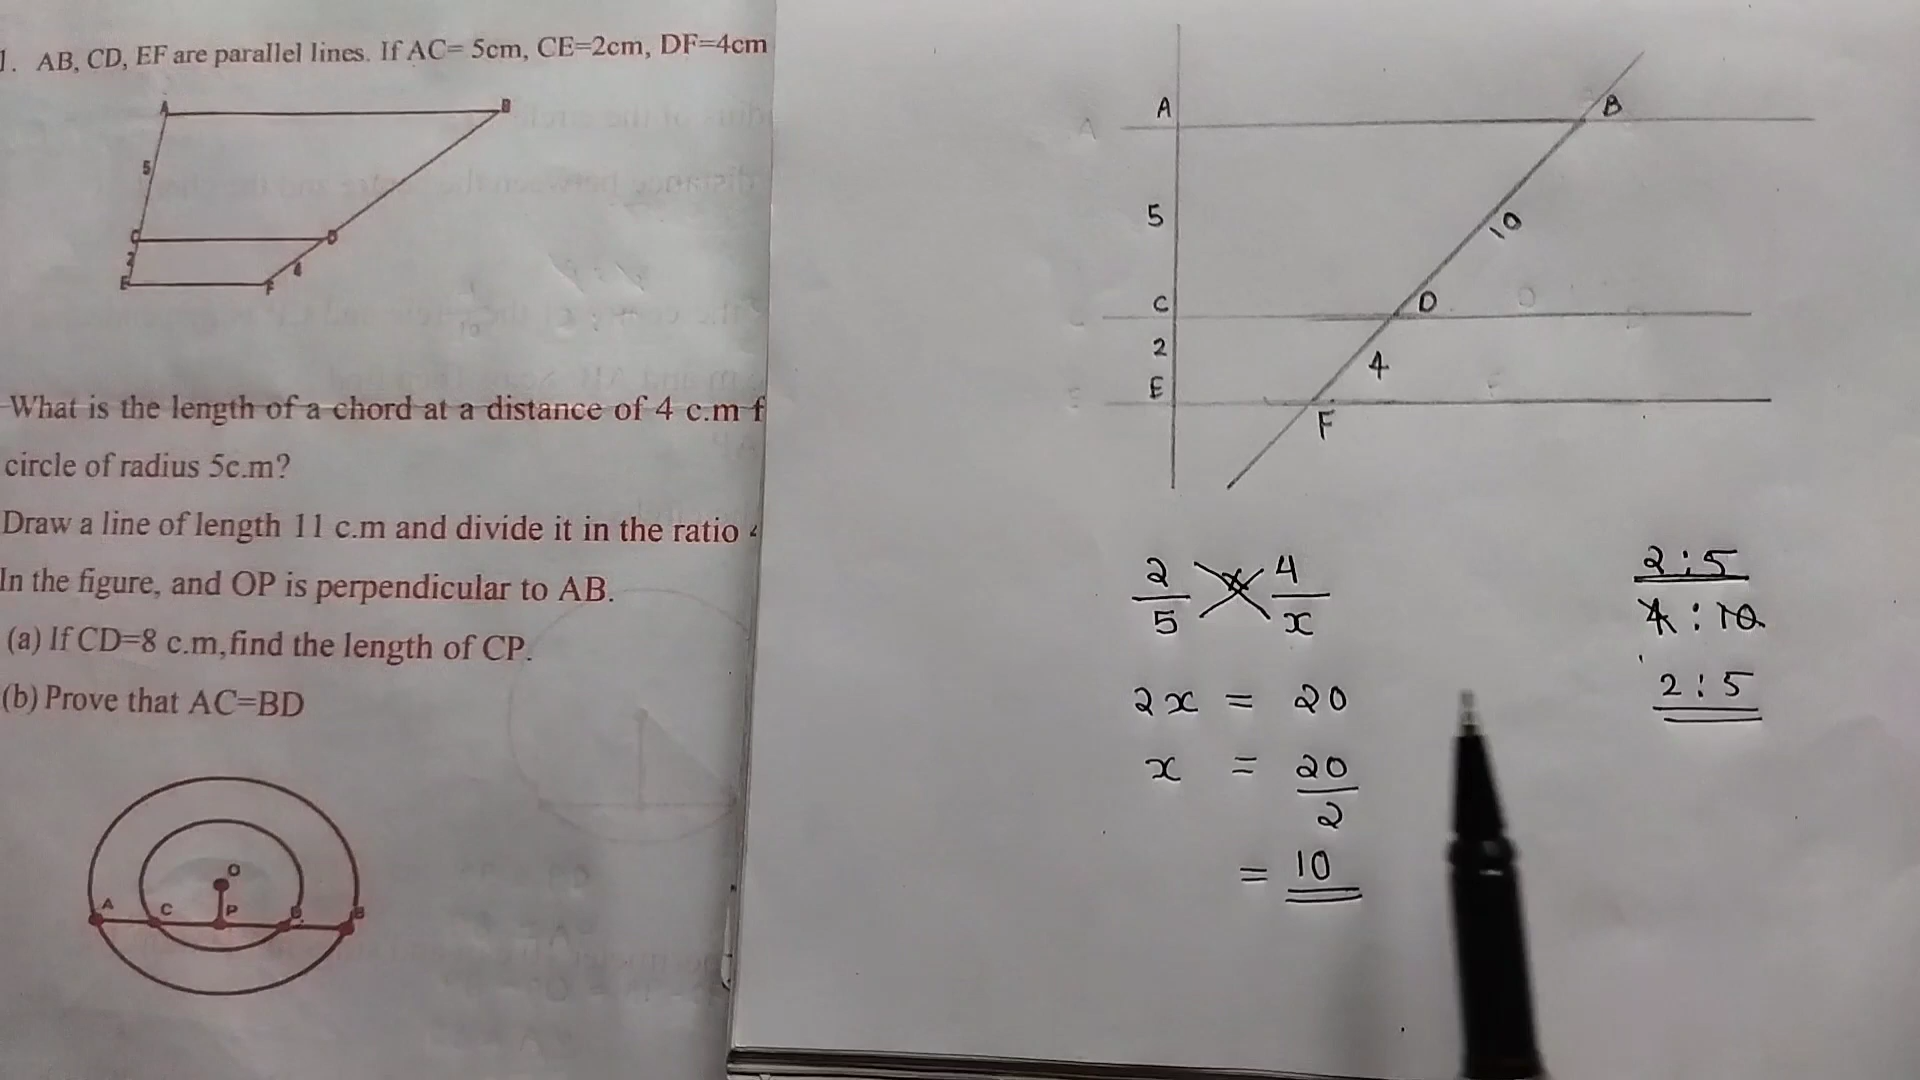 1. AB, CD, EF are parallel lines. If AC= 5cm, CE=2cm, DF=4cm
A B
5
C D
2 4
E F
What is the length of a chord at a distance of 4 c.m f
circle of radius 5c.m?
Draw a line of length 11 c.m and divide it in the ratio
In the figure, and OP is perpendicular to AB.
(a) If CD=8 c.m,find the length of CP.
(b) Prove that AC=BD
O
A C P D B
A B
5 10
C D
2 4
E F
2/5 × 4/x
2x = 20
x = 20/2
= 10
2:5
4:10
2:5